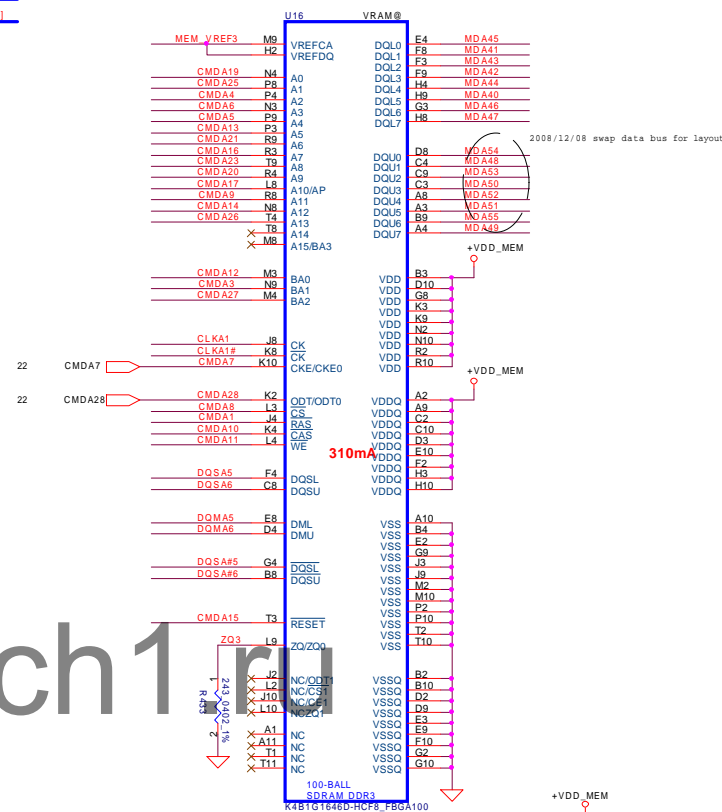 U16 VRAM@
MEM_VREF3 M9 VREFCA DQL0 E4 MDA45
H2 VREFDQ DQL1 F8 MDA41
DQL2 F3 MDA43
CMDA19 N4 A0 DQL3 F9 MDA42
CMDA25 P8 A1 DQL4 H4 MDA44
CMDA4 P4 A2 DQL5 H9 MDA40
CMDA6 N3 A3 DQL6 G3 MDA46
CMDA5 P9 A4 DQL7 H8 MDA47
CMDA13 P3 A5
CMDA21 R9 A6
2008/12/08 swap data bus for layout
CMDA16 R3 A7 DQU0 D8 MDA54
CMDA23 T9 A8 DQU1 C4 MDA48
CMDA20 R4 A9 DQU2 C9 MDA53
CMDA17 L8 A10/AP DQU3 C3 MDA50
CMDA9 R8 A11 DQU4 A8 MDA52
CMDA14 N8 A12 DQU5 A3 MDA51
CMDA26 T4 A13 DQU6 B9 MDA55
T8 A14 DQU7 A4 MDA49
M8 A15/BA3
+VDD_MEM
CMDA12 M3 BA0 VDD B3
CMDA3 N9 BA1 VDD D10
CMDA27 M4 BA2 VDD G8
VDD K3
VDD K9
VDD N2
CLKA1 J8 CK VDD N10
CLKA1# K8 CK VDD R2
22 CMDA7 CMDA7 K10 CKE/CKE0 VDD R10
+VDD_MEM
22 CMDA28 CMDA28 K2 ODT/ODT0 VDDQ A2
CMDA8 L3 CS VDDQ A9
CMDA1 J4 RAS VDDQ C2
CMDA10 K4 CAS VDDQ C10
CMDA11 L4 WE VDDQ D3
310mA VDDQ E10
VDDQ F2
DQSA5 F4 DQSL VDDQ H3
DQSA6 C8 DQSU VDDQ H10
DQMA5 E8 DML VSS A10
DQMA6 D4 DMU VSS B4
VSS E2
VSS G9
DQSA#5 G4 DQSL VSS J3
DQSA#6 B8 DQSU VSS J9
VSS M2
VSS M10
VSS P2
CMDA15 T3 RESET VSS P10
VSS T2
ZQ3 L9 ZQ/ZQ0 VSS T10
ch1.ru
J2 NC/ODT1 VSSQ B2
L2 NC/CS1 VSSQ B10
J10 NC/CE1 VSSQ D2
L10 NCZQ1 VSSQ D9
VSSQ E3
A1 NC VSSQ E9
A11 NC VSSQ F10
T1 NC VSSQ G2
T11 NC VSSQ G10
1
243_0402_1%
R433
2
100-BALL
SDRAM DDR3
K4B1G1646D-HCF8_FBGA100
+VDD_MEM